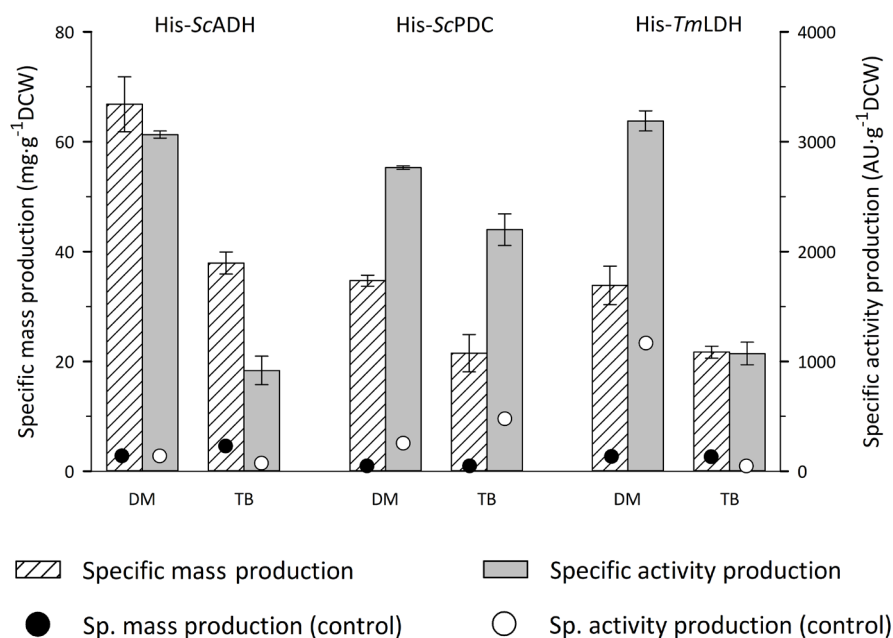 His-ScADH His-ScPDC His-TmLDH
80
60
40
20
0
Specific mass production (mg·g⁻¹DCW)
4000
3000
2000
1000
0
Specific activity production (AU·g⁻¹DCW)
DM TB DM TB DM TB
Specific mass production Specific activity production
Sp. mass production (control) Sp. activity production (control)